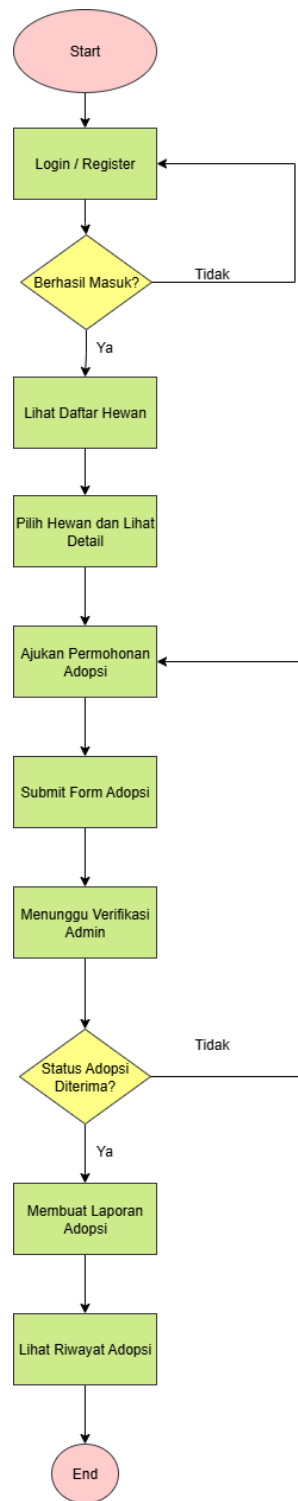 Start
Login / Register
Berhasil Masuk?
Tidak
Ya
Lihat Daftar Hewan
Pilih Hewan dan Lihat
Detail
Ajukan Permohonan
Adopsi
Submit Form Adopsi
Menunggu Verifikasi
Admin
Status Adopsi
Diterima?
Tidak
Ya
Membuat Laporan
Adopsi
Lihat Riwayat Adopsi
End